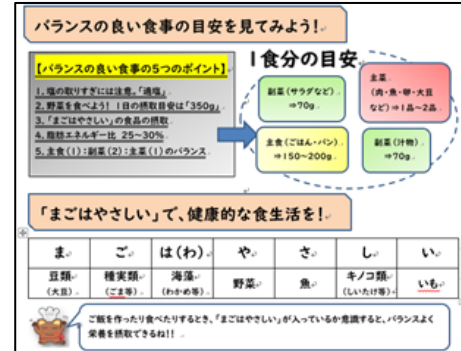 バランスの良い食事の目安を見てみよう!
【バランスの良い食事の5つのポイント】
1,塩の取りすぎには注意。「適塩」
2,野菜を食べよう! 1日の摂取目安は「350g」
3,「まごはやさしい」の食品の摂取
4,脂肪エネルギー比 25~30%
5,主食(1):副菜(2):主菜(1)のバランス
1食分の目安
副菜(サラダなど)
⇒70g
主菜
(肉・魚・卵・大豆
など)⇒1品~2品
主食(ごはん・パン)
⇒150~200g
副菜(汁物)
⇒70g
「まごはやさしい」で、健康的な食生活を!
ま ご は(わ) や さ し い
豆類 種実類 海藻 野菜 魚 キノコ類 いも
(大豆) (ごま等) (わかめ等) (しいたけ等)
ご飯を作ったり食べたりするとき、「まごはやさしい」が入っているか意識すると、バランスよく
栄養を摂取できるね!!